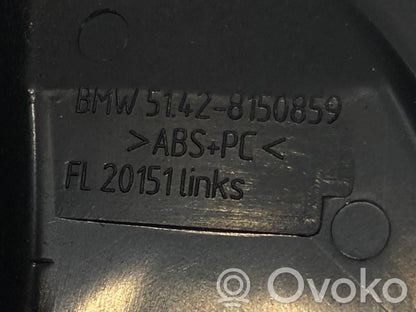 BMW 51.42-8150859
>ABS+PC<
FL 20151 links
Ovoko